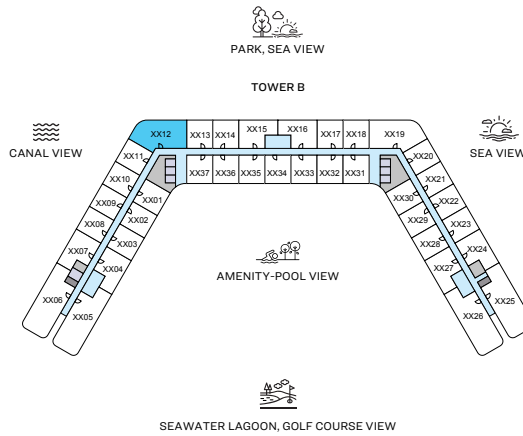 PARK, SEA VIEW
TOWER B
CANAL VIEW
SEA VIEW
XX12
XX13
XX14
XX15
XX16
XX17
XX18
XX19
XX11
XX10
XX09
XX08
XX07
XX06
XX01
XX02
XX03
XX04
XX05
XX37
XX36
XX35
XX34
XX33
XX32
XX31
XX20
XX21
XX22
XX23
XX24
XX25
XX30
XX29
XX28
XX27
XX26
AMENITY-POOL VIEW
SEAWATER LAGOON, GOLF COURSE VIEW